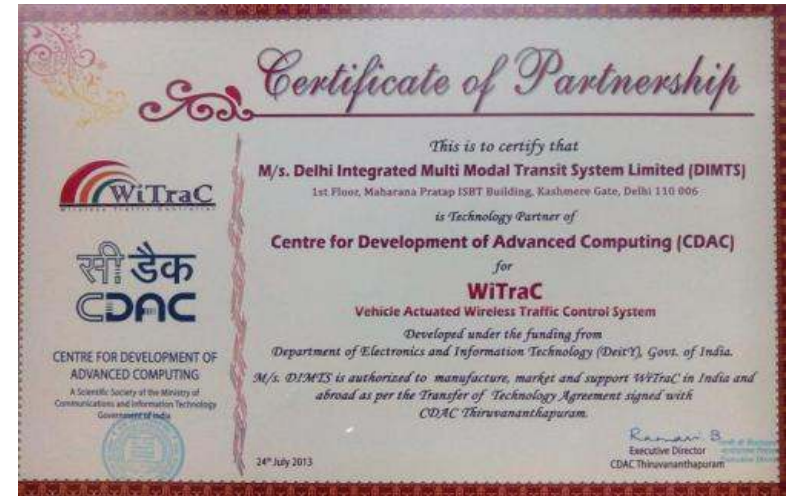 Certificate of Partnership
This is to certify that
M/s. Delhi Integrated Multi Modal Transit System Limited (DIMTS)
1st Floor, Maharana Pratap ISBT Building, Kashmere Gate, Delhi 110 006
is Technology Partner of
Centre for Development of Advanced Computing (CDAC)
for
WiTraC
Vehicle Actuated Wireless Traffic Control System
Developed under the funding from
Department of Electronics and Information Technology (DeitY), Govt. of India.
M/s. DIMTS is authorized to manufacture, market and support WiTraC in India and
abroad as per the Transfer of Technology Agreement signed with
CDAC Thiruvananthapuram.
WiTraC
Wireless Traffic Controller
सी डैक
CDAC
CENTRE FOR DEVELOPMENT OF
ADVANCED COMPUTING
A Scientific Society of the Ministry of
Communications and Information Technology
Government of India
24th July 2013
Raman B
Executive Director
CDAC Thiruvananthapuram